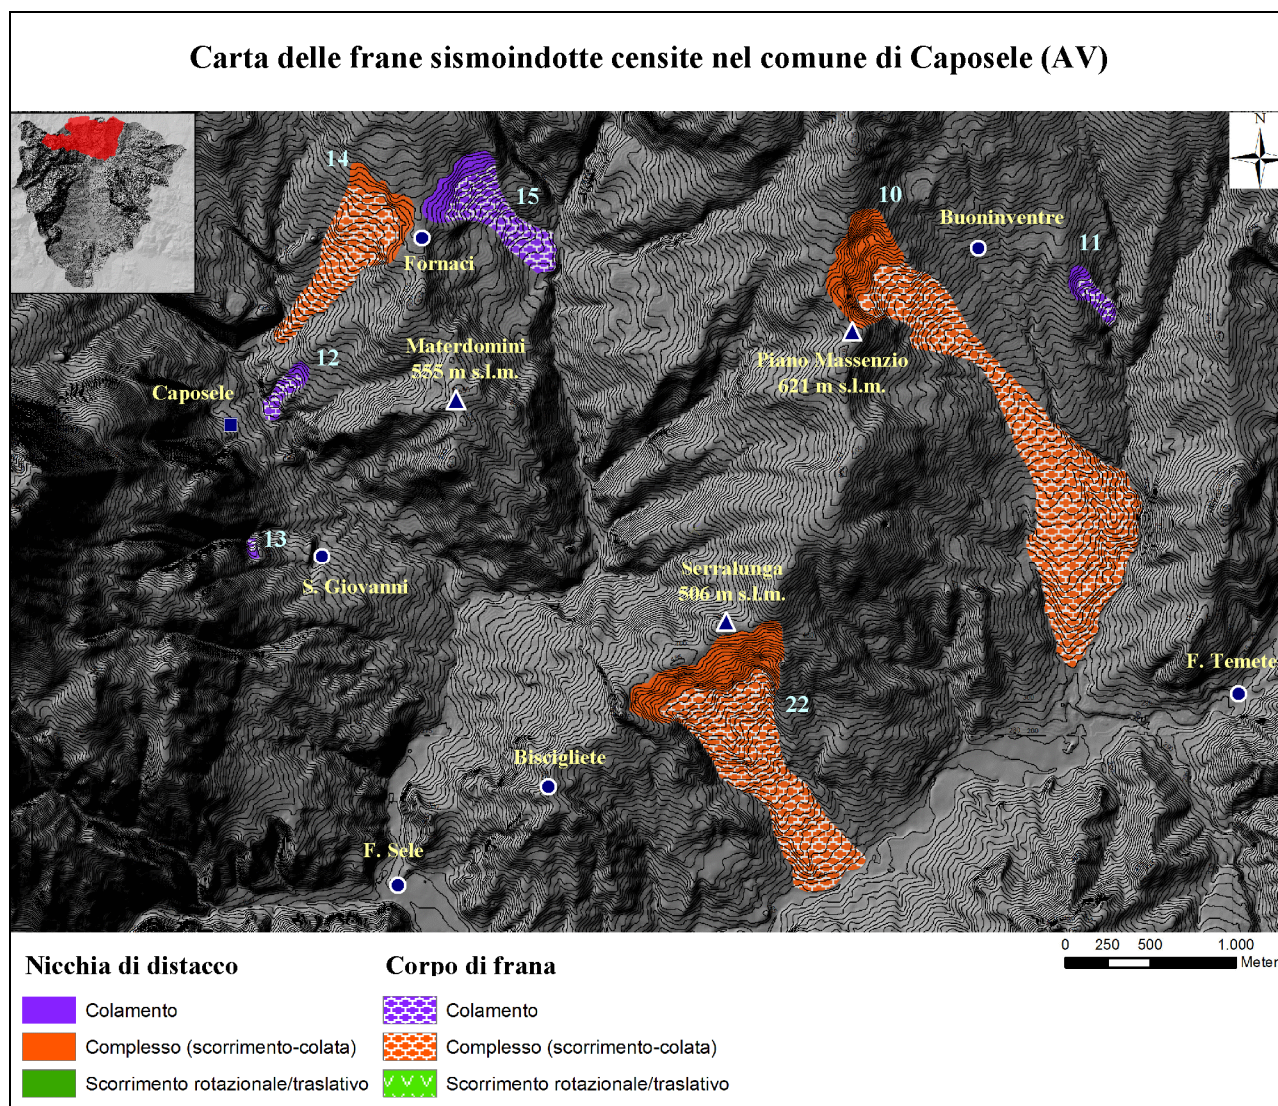 Carta delle frane sismoindotte censite nel comune di Caposele (AV)
N
14
15
10
Buoninventre
11
Fornaci
12
Materdomini
555 m s.l.m.
Piano Massenzio
621 m s.l.m.
Caposele
13
S. Giovanni
Serralunga
506 m s.l.m.
F. Temete
22
Biscigliete
F. Sele
0 250 500 1.000
Meter
Nicchia di distacco
Colamento
Complesso (scorrimento-colata)
Scorrimento rotazionale/traslativo
Corpo di frana
Colamento
Complesso (scorrimento-colata)
Scorrimento rotazionale/traslativo